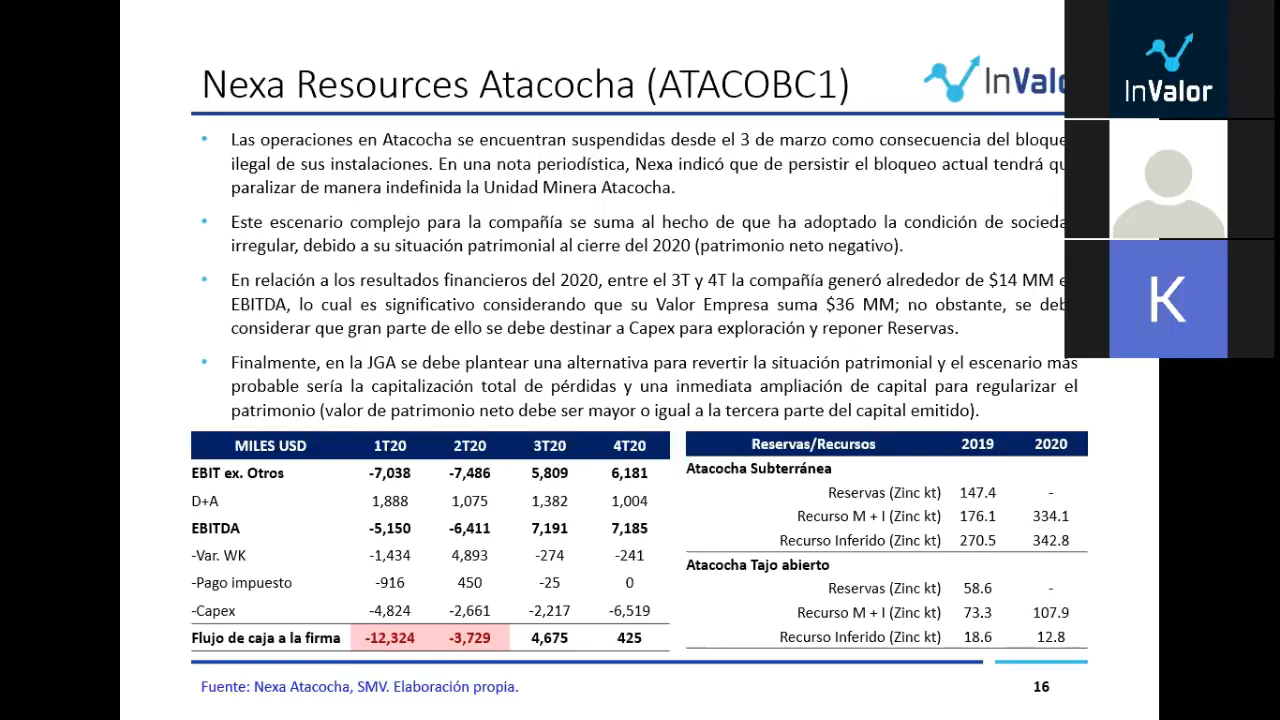 Nexa Resources Atacocha (ATACOBC1)
InValo
InValor
Las operaciones en Atacocha se encuentran suspendidas desde el 3 de marzo como consecuencia del
ilegal de sus instalaciones. En una nota periodística, Nexa indicó que de persistir el bloqueo actual tendrá
paralizar de manera indefinida la Unidad Minera Atacocha.
Este escenario complejo para la compañía se suma al hecho de que ha adoptado la condición de
irregular, debido a su situación patrimonial al cierre del 2020 (patrimonio neto negativo).
En relación a los resultados financieros del 2020, entre el 3T y 4T la compañía generó alrededor de $14 MM
EBITDA, lo cual es significativo considerando que su Valor Empresa suma $36 MM; no obstante, se
considerar que gran parte de ello se debe destinar a Capex para exploración y reponer Reservas.
K
Finalmente, en la JGA se debe plantear una alternativa para revertir la situación patrimonial y el escenario más
probable sería la capitalización total de pérdidas y una inmediata ampliación de capital para regularizar el
patrimonio (valor de patrimonio neto debe ser mayor o igual a la tercera parte del capital emitido).
MILES USD 1T20 2T20 3T20 4T20
EBIT ex. Otros -7,038 -7,486 5,809 6,181
D+A 1,888 1,075 1,382 1,004
EBITDA -5,150 -6,411 7,191 7,185
-Var. WK -1,434 4,893 -274 -241
-Pago impuesto -916 450 -25 0
-Capex -4,824 -2,661 -2,217 -6,519
Flujo de caja a la firma -12,324 -3,729 4,675 425
Reservas/Recursos 2019 2020
Atacocha Subterránea
Reservas (Zinc kt) 147.4 -
Recurso M + I (Zinc kt) 176.1 334.1
Recurso Inferido (Zinc kt) 270.5 342.8
Atacocha Tajo abierto
Reservas (Zinc kt) 58.6 -
Recurso M + I (Zinc kt) 73.3 107.9
Recurso Inferido (Zinc kt) 18.6 12.8
Fuente: Nexa Atacocha, SMV. Elaboración propia.
16